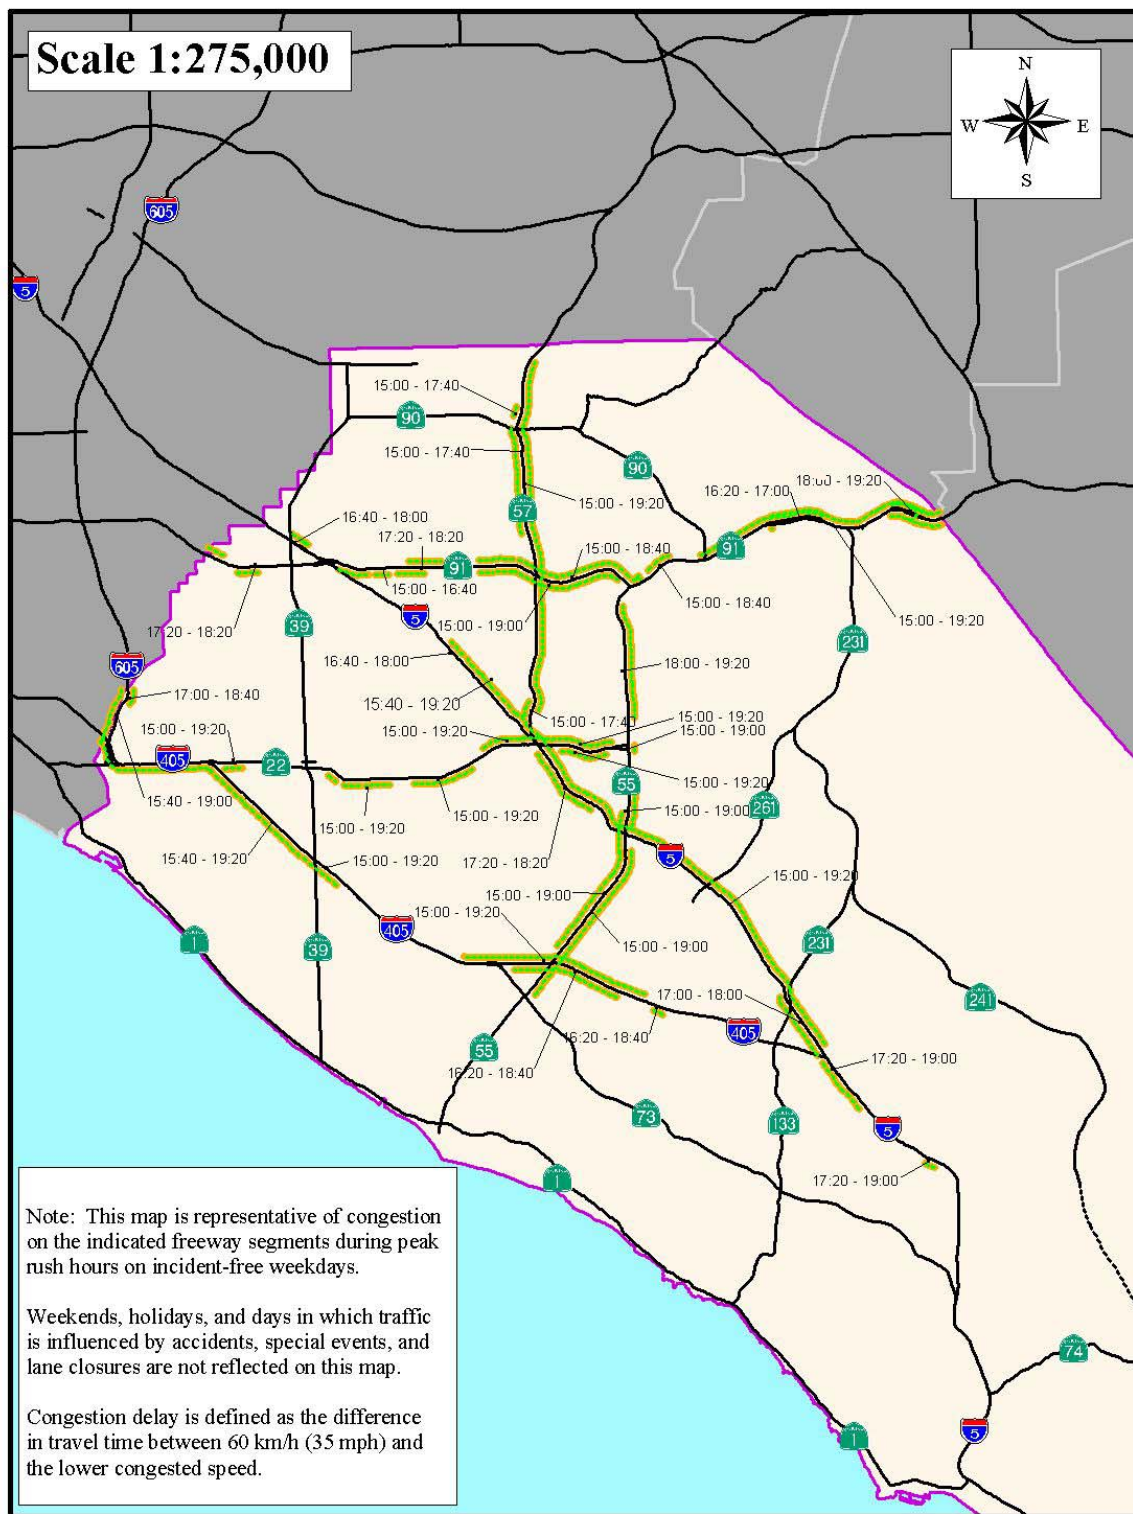 Scale 1:275,000
N
W E
S
605
5
15:00 - 17:40
90
15:00 - 17:40
90
18:00 - 19:20
16:20 - 17:00
15:00 - 19:20
57
16:40 - 18:00
17:20 - 18:20
15:00 - 18:40
91
91
15:00 - 16:40
15:00 - 18:40
5
15:00 - 19:20
17:20 - 18:20
39
15:00 - 19:00
231
16:40 - 18:00
605
18:00 - 19:20
17:00 - 18:40
15:40 - 19:20
15:00 - 17:40
15:00 - 19:20
15:00 - 19:20
15:00 - 19:20
15:00 - 19:00
405
22
15:00 - 19:20
55
15:40 - 19:00
261
15:00 - 19:20
15:00 - 19:20
15:00 - 19:00
15:40 - 19:20
15:00 - 19:20
17:20 - 18:20
5
15:00 - 19:20
15:00 - 19:00
15:00 - 19:20
405
1
39
15:00 - 19:00
231
17:00 - 18:00
241
16:20 - 18:40
405
55
17:20 - 19:00
16:20 - 18:40
73
133
5
17:20 - 19:00
1
Note: This map is representative of congestion
on the indicated freeway segments during peak
rush hours on incident-free weekdays.
Weekends, holidays, and days in which traffic
is influenced by accidents, special events, and
lane closures are not reflected on this map.
Congestion delay is defined as the difference
in travel time between 60 km/h (35 mph) and
the lower congested speed.
74
5
1